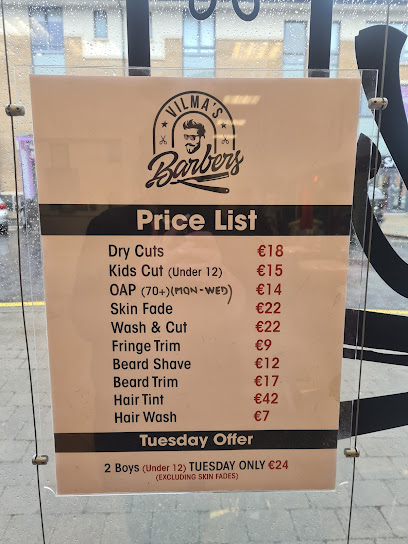 VILMA'S
Barbers
Price List
Dry Cuts €18
Kids Cut (Under 12) €15
OAP (70+) (MON-WED) €14
Skin Fade €22
Wash & Cut €22
Fringe Trim €9
Beard Shave €12
Beard Trim €17
Hair Tint €42
Hair Wash €7
Tuesday Offer
2 Boys (Under 12) TUESDAY ONLY €24
(EXCLUDING SKIN FADES)